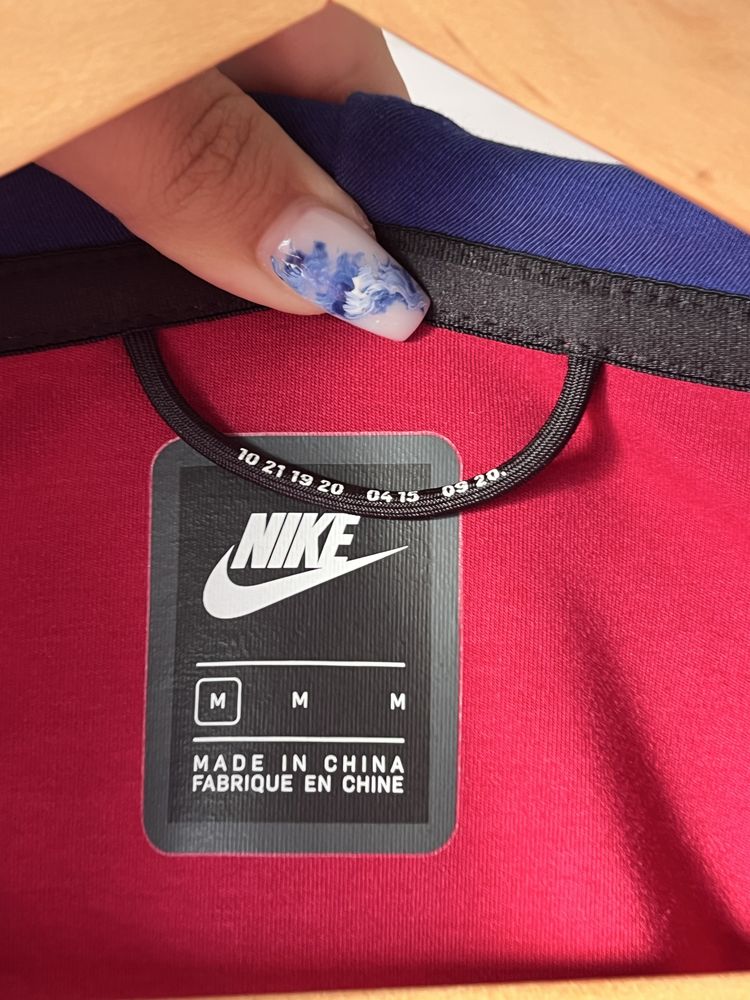 10 21 19 20 04 15 09 20.
NIKE
M M M
MADE IN CHINA
FABRIQUE EN CHINE